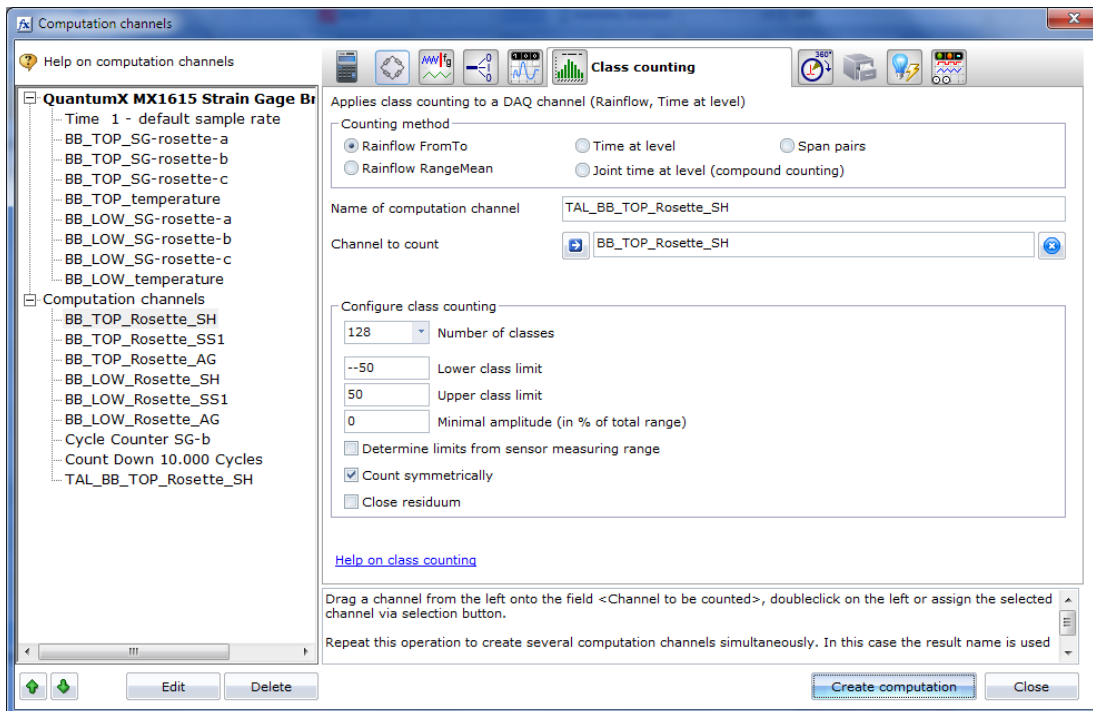 Computation channels
Help on computation channels
QuantumX MX1615 Strain Gage Br
Time 1 - default sample rate
BB_TOP_SG-rosette-a
BB_TOP_SG-rosette-b
BB_TOP_SG-rosette-c
BB_TOP_temperature
BB_LOW_SG-rosette-a
BB_LOW_SG-rosette-b
BB_LOW_SG-rosette-c
BB_LOW_temperature
Computation channels
BB_TOP_Rosette_SH
BB_TOP_Rosette_SS1
BB_TOP_Rosette_AG
BB_LOW_Rosette_SH
BB_LOW_Rosette_SS1
BB_LOW_Rosette_AG
Cycle Counter SG-b
Count Down 10.000 Cycles
TAL_BB_TOP_Rosette_SH
Edit Delete
Class counting
360°
Applies class counting to a DAQ channel (Rainflow, Time at level)
Counting method
Rainflow FromTo Time at level Span pairs
Rainflow RangeMean Joint time at level (compound counting)
Name of computation channel TAL_BB_TOP_Rosette_SH
Channel to count BB_TOP_Rosette_SH
Configure class counting
128 Number of classes
--50 Lower class limit
50 Upper class limit
0 Minimal amplitude (in % of total range)
Determine limits from sensor measuring range
Count symmetrically
Close residuum
Help on class counting
Drag a channel from the left onto the field <Channel to be counted>, doubleclick on the left or assign the selected
channel via selection button.
Repeat this operation to create several computation channels simultaneously. In this case the result name is used
Create computation Close